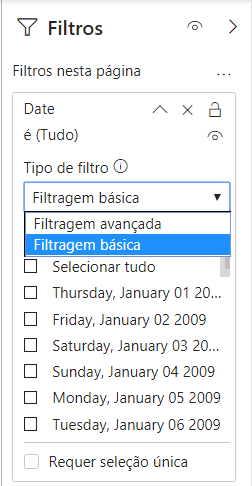 Filtros
Filtros nesta página
...
Date
é (Tudo)
Tipo de filtro
Filtragem básica
Filtragem avançada
Filtragem básica
Selecionar tudo
Thursday, January 01 20...
Friday, January 02 2009
Saturday, January 03 20...
Sunday, January 04 2009
Monday, January 05 2009
Tuesday, January 06 2009
Requer seleção única